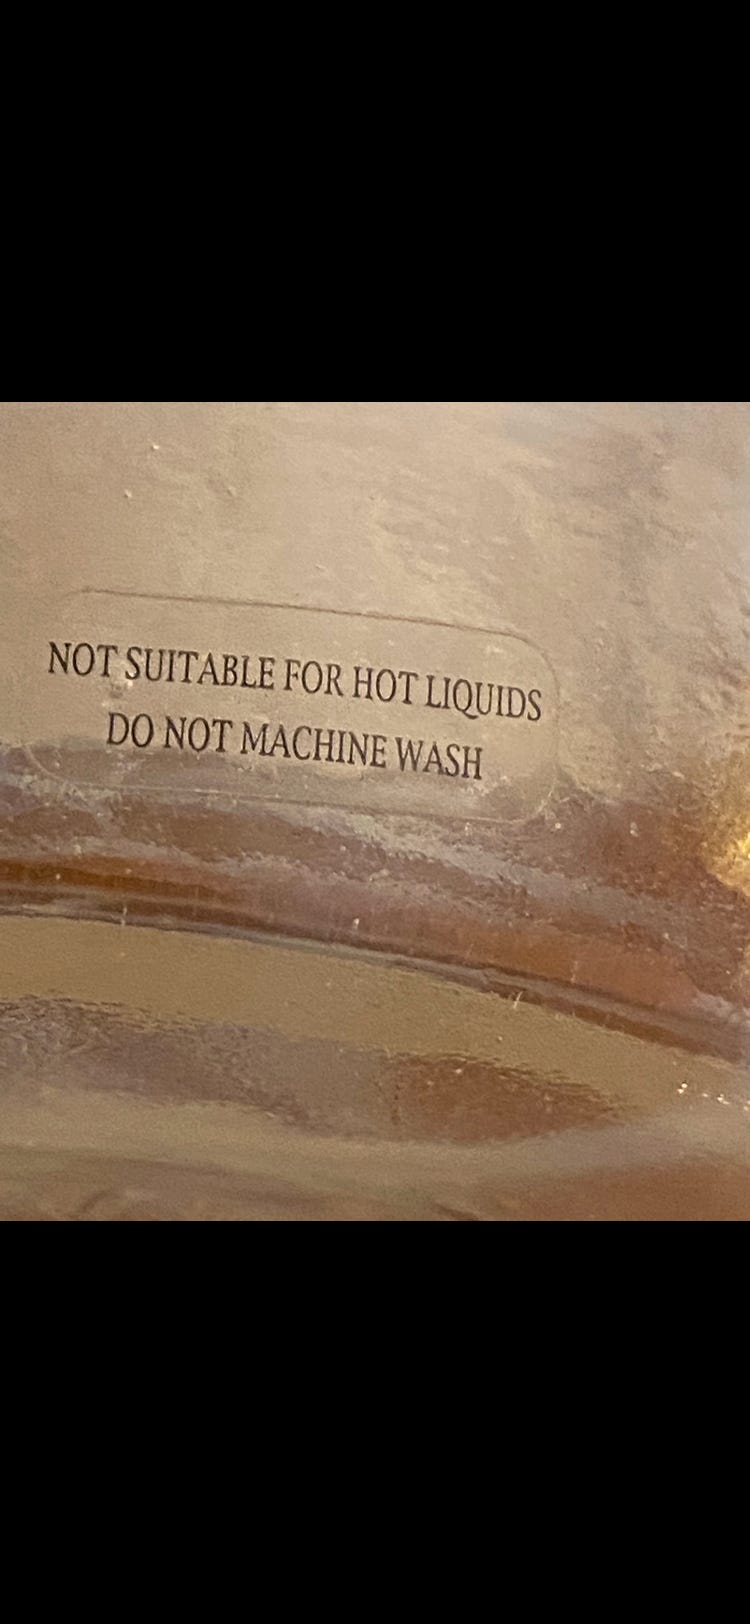 NOT SUITABLE FOR HOT LIQUIDS
DO NOT MACHINE WASH